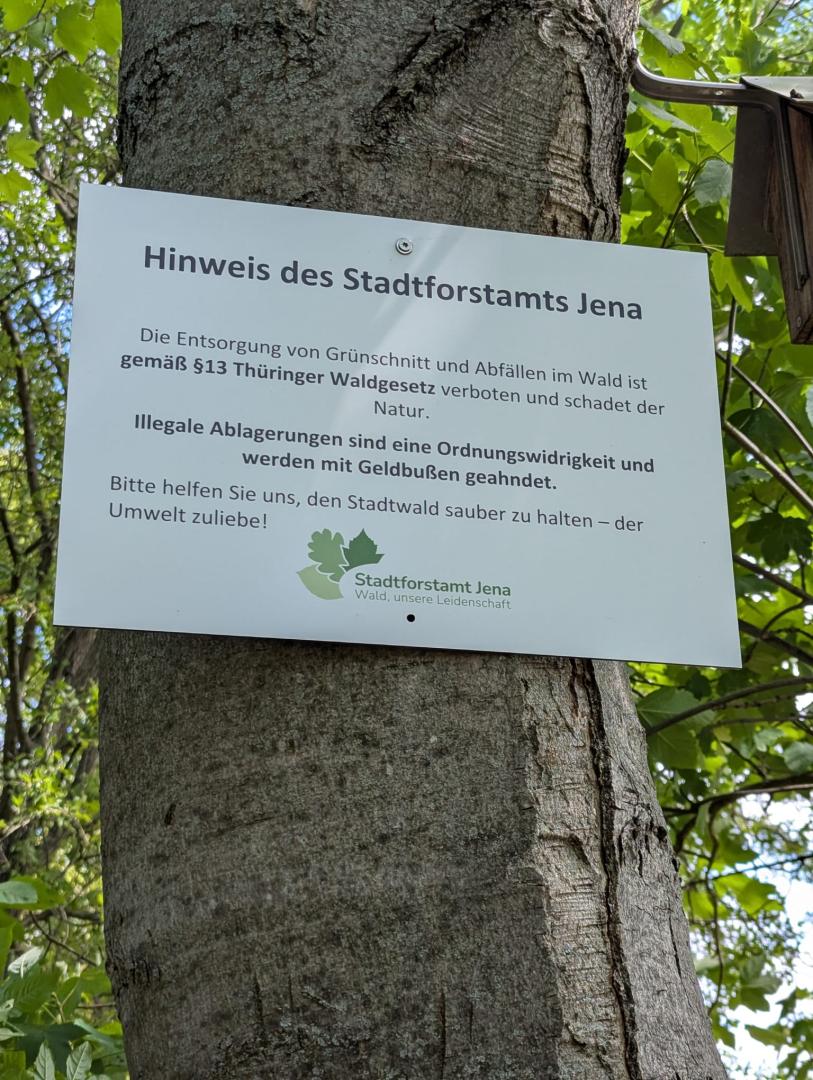 Hinweis des Stadtforstamts Jena
Die Entsorgung von Grünschnitt und Abfällen im Wald ist
gemäß §13 Thüringer Waldgesetz verboten und schadet der
Natur.
Illegale Ablagerungen sind eine Ordnungswidrigkeit und
werden mit Geldbußen geahndet.
Bitte helfen Sie uns, den Stadtwald sauber zu halten – der
Umwelt zuliebe!
Stadtforstamt Jena
Wald, unsere Leidenschaft